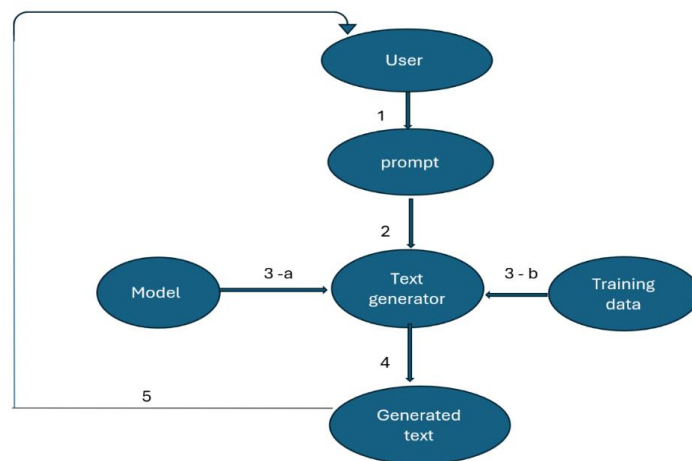 User
1
prompt
2
3 -a
3 - b
Model
Text
generator
Training
data
4
5
Generated
text